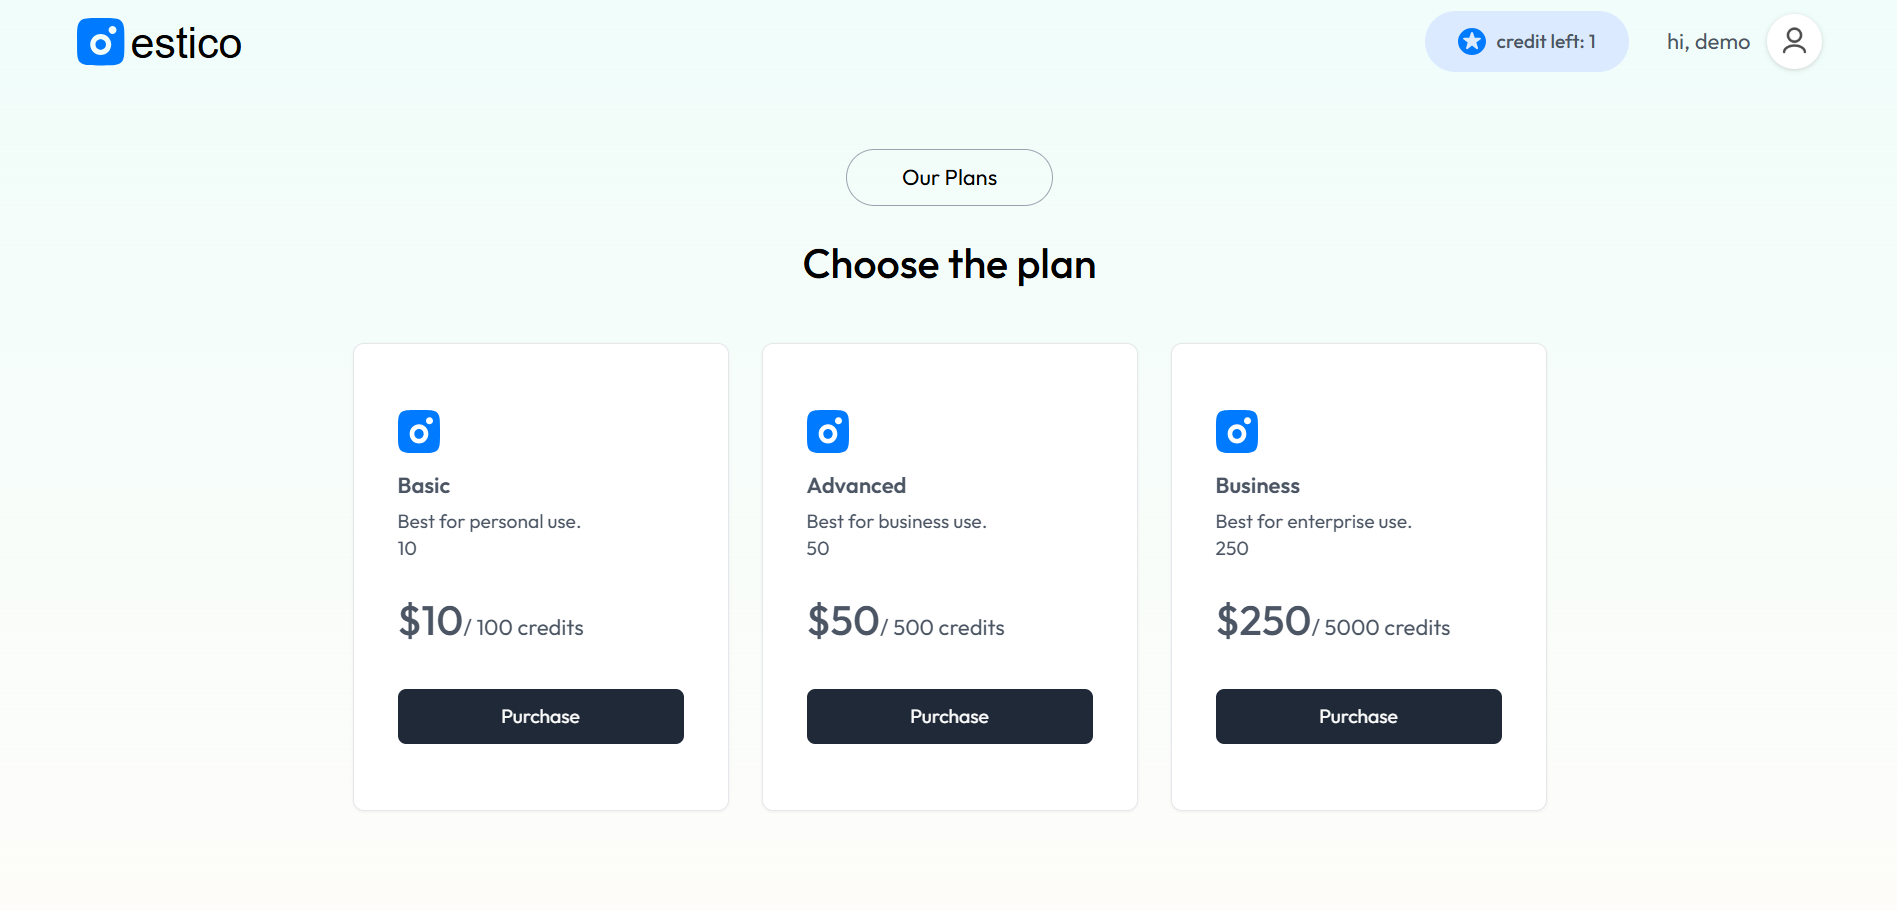 estico
credit left: 1
hi, demo
Our Plans
Choose the plan
Basic
Best for personal use.
10
$10/ 100 credits
Purchase
Advanced
Best for business use.
50
$50/ 500 credits
Purchase
Business
Best for enterprise use.
250
$250/ 5000 credits
Purchase